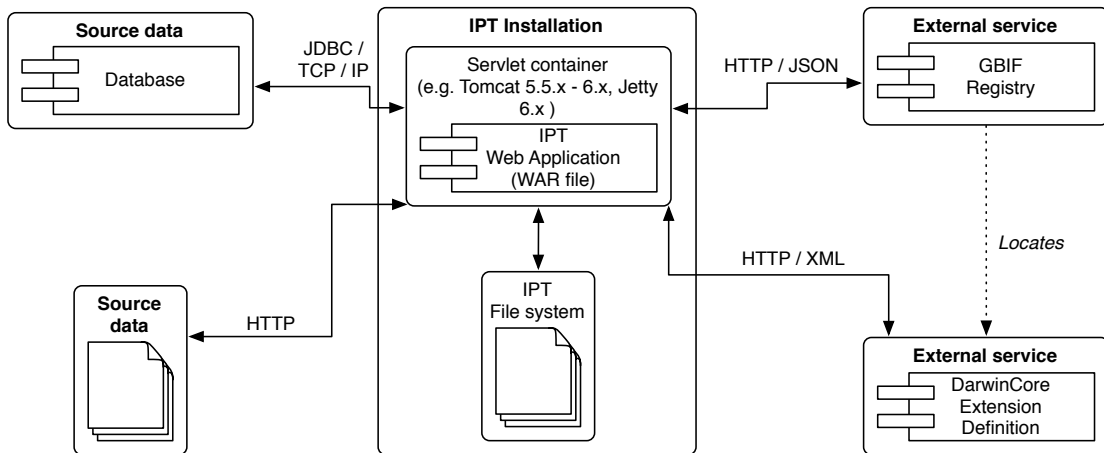 Source data
Database
JDBC /
TCP / IP
IPT Installation
Servlet container
(e.g. Tomcat 5.5.x - 6.x, Jetty
6.x )
IPT
Web Application
(WAR file)
HTTP / JSON
External service
GBIF
Registry
Locates
HTTP / XML
Source
data
HTTP
IPT
File system
External service
DarwinCore
Extension
Definition